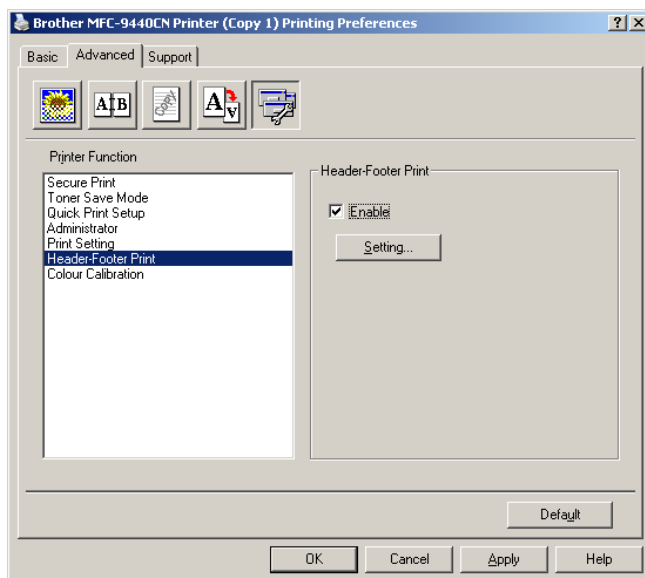 Brother MFC-9440CN Printer (Copy 1) Printing Preferences
Basic Advanced Support
A B A A
Printer Function
Secure Print
Toner Save Mode
Quick Print Setup
Administrator
Print Setting
Header-Footer Print
Colour Calibration
Header-Footer Print
Enable
Setting...
Default
OK Cancel Apply Help